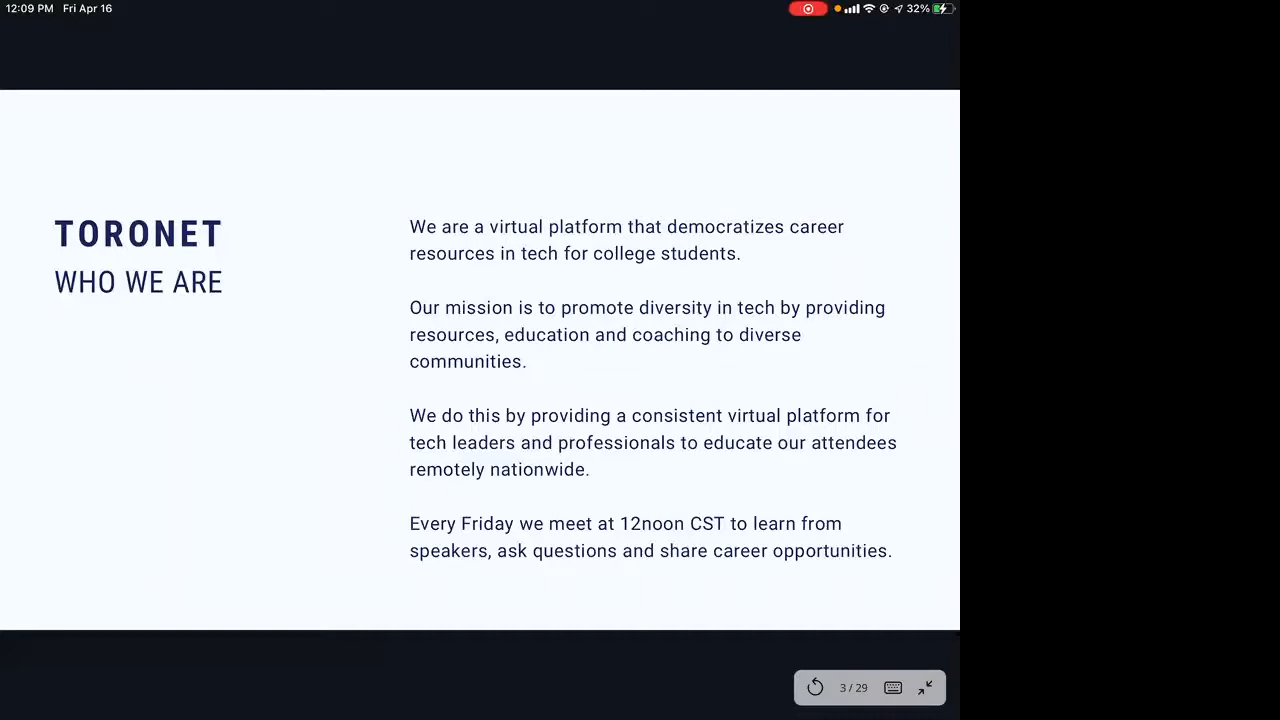 12:09 PM Fri Apr 16
32%
TORONET
WHO WE ARE
We are a virtual platform that democratizes career
resources in tech for college students.
Our mission is to promote diversity in tech by providing
resources, education and coaching to diverse
communities.
We do this by providing a consistent virtual platform for
tech leaders and professionals to educate our attendees
remotely nationwide.
Every Friday we meet at 12noon CST to learn from
speakers, ask questions and share career opportunities.
3 / 29